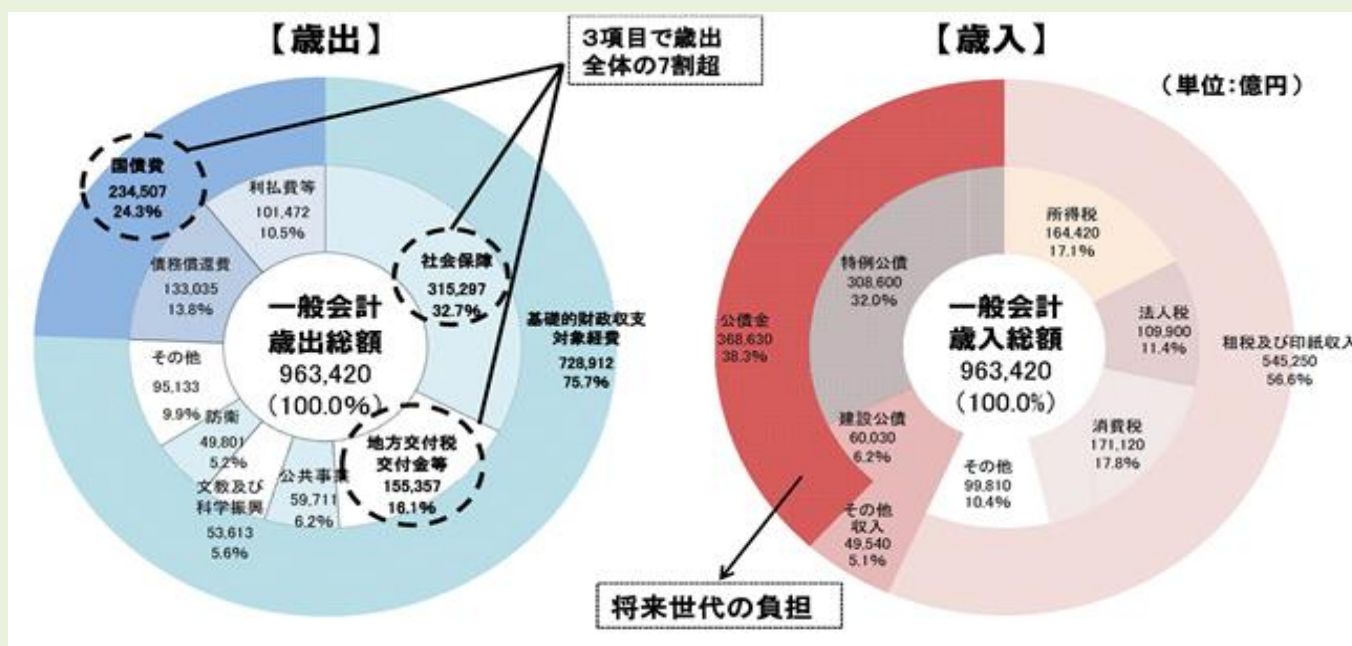 【歳出】
3項目で歳出
全体の7割超
【歳入】
(単位:億円)
国債費
234,507
24.3%
利払費等
101,472
10.5%
債務償還費
133,035
13.8%
社会保障
315,297
32.7%
一般会計
歳出総額
963,420
(100.0%)
基礎的財政収支
対象経費
728,912
75.7%
その他
95,133
9.9%
防衛
49,801
5.2%
文教及び
科学振興
53,613
5.6%
公共事業
59,711
6.2%
地方交付税
交付金等
155,357
16.1%
所得税
164,420
17.1%
特例公債
308,600
32.0%
公債金
368,630
38.3%
一般会計
歳入総額
963,420
(100.0%)
法人税
109,900
11.4%
租税及び印紙収入
545,250
56.6%
建設公債
60,030
6.2%
消費税
171,120
17.8%
その他
99,810
10.4%
その他
収入
49,540
5.1%
将来世代の負担